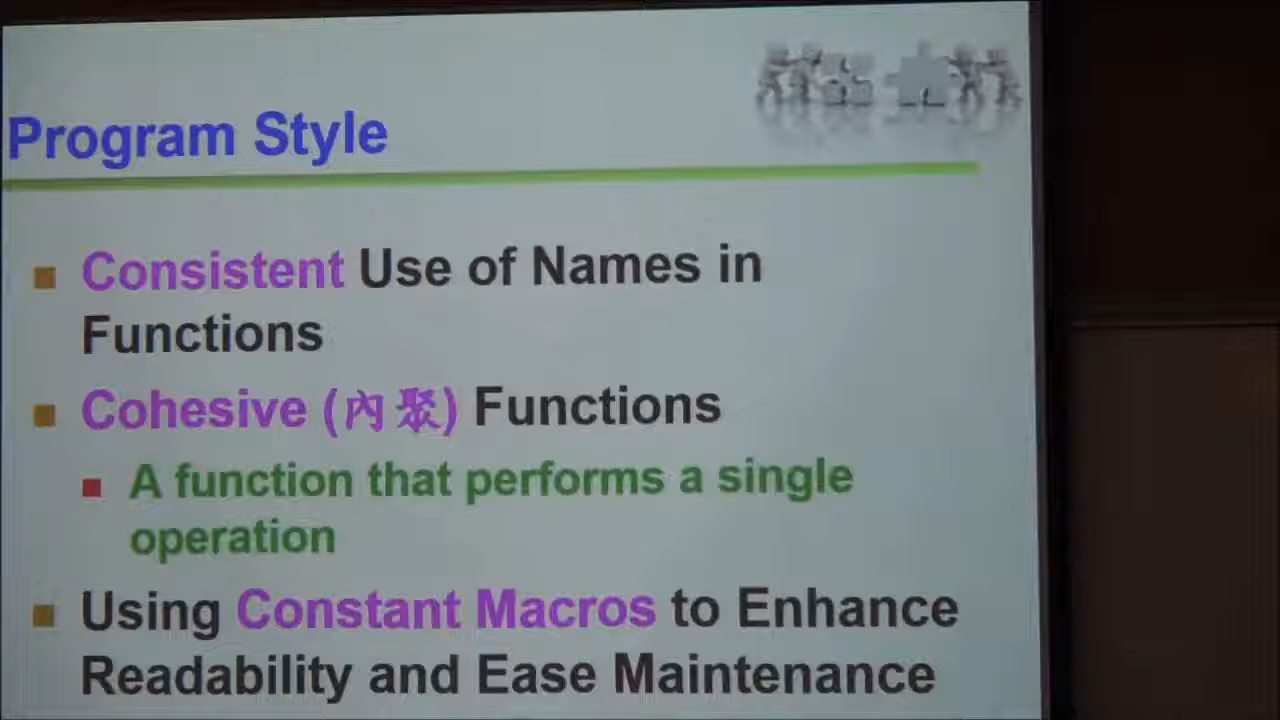 Program Style
Consistent Use of Names in
Functions
Cohesive (內聚) Functions
A function that performs a single
operation
Using Constant Macros to Enhance
Readability and Ease Maintenance